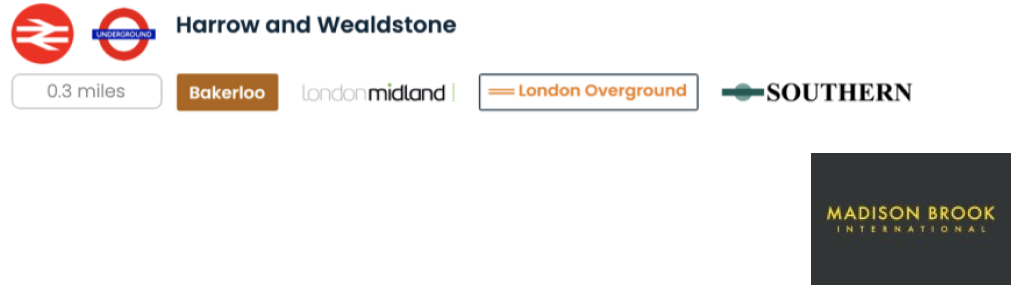 UNDERGROUND Harrow and Wealdstone
0.3 miles Bakerloo londonmidland London Overground SOUTHERN
MADISON BROOK
INTERNATIONAL